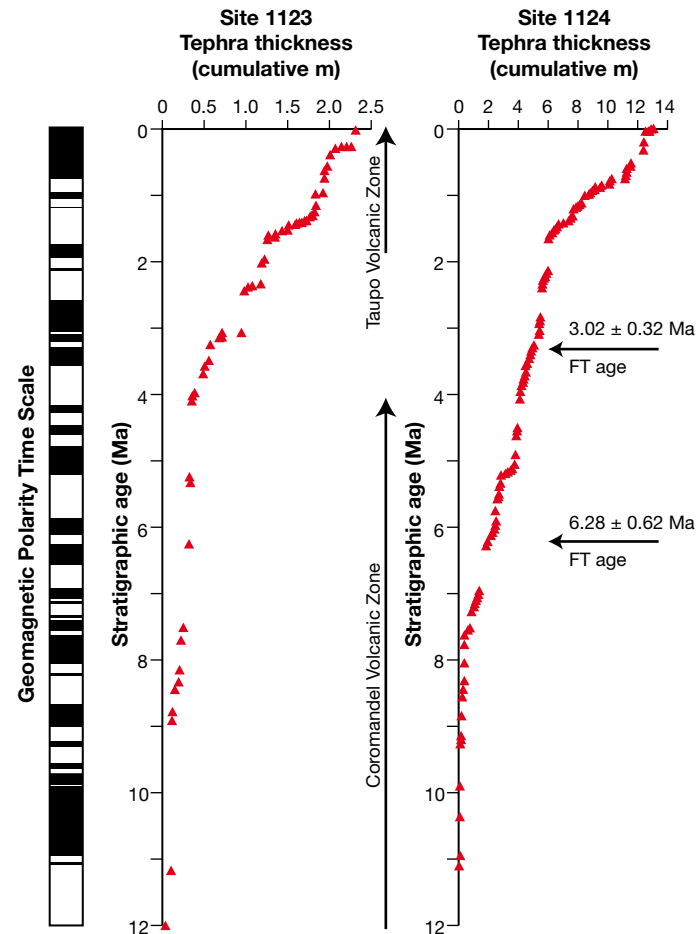 Site 1123
Tephra thickness
(cumulative m)
Site 1124
Tephra thickness
(cumulative m)
0 0.5 1.0 1.5 2.0 2.5
0 2 4 6 8 10 12 14
Geomagnetic Polarity Time Scale
Stratigraphic age (Ma)
0
2
4
6
8
10
12
Taupo Volcanic Zone
Coromandel Volcanic Zone
Stratigraphic age (Ma)
0
2
4
6
8
10
12
3.02 ± 0.32 Ma
FT age
6.28 ± 0.62 Ma
FT age